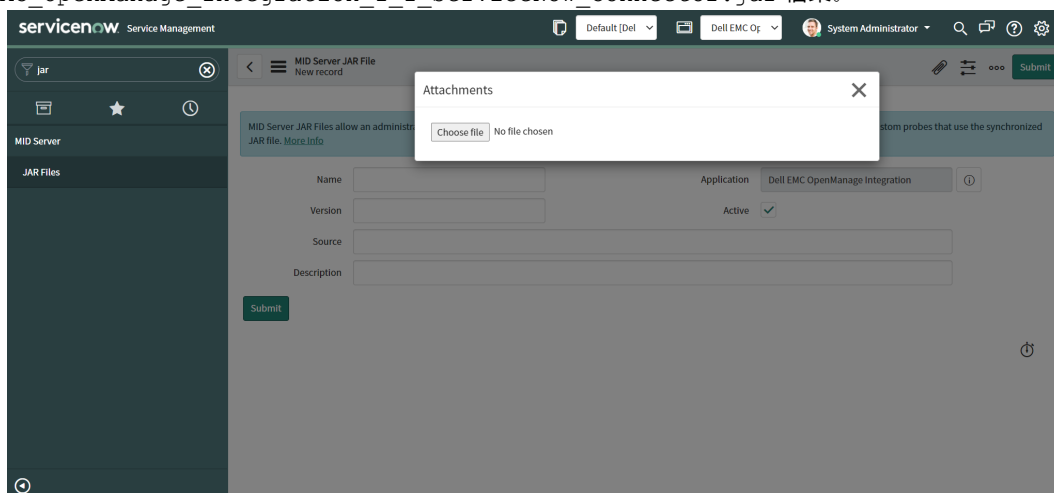 servicenow Service Management
Default [Del
Dell EMC Op
System Administrator
jar
MID Server JAR File
New record
Submit
Attachments
Choose file No file chosen
MID Server
JAR Files
MID Server JAR Files allow an administra
stom probes that use the synchronized
JAR file. More Info
Name
Application Dell EMC OpenManage Integration
Version
Active
Source
Description
Submit